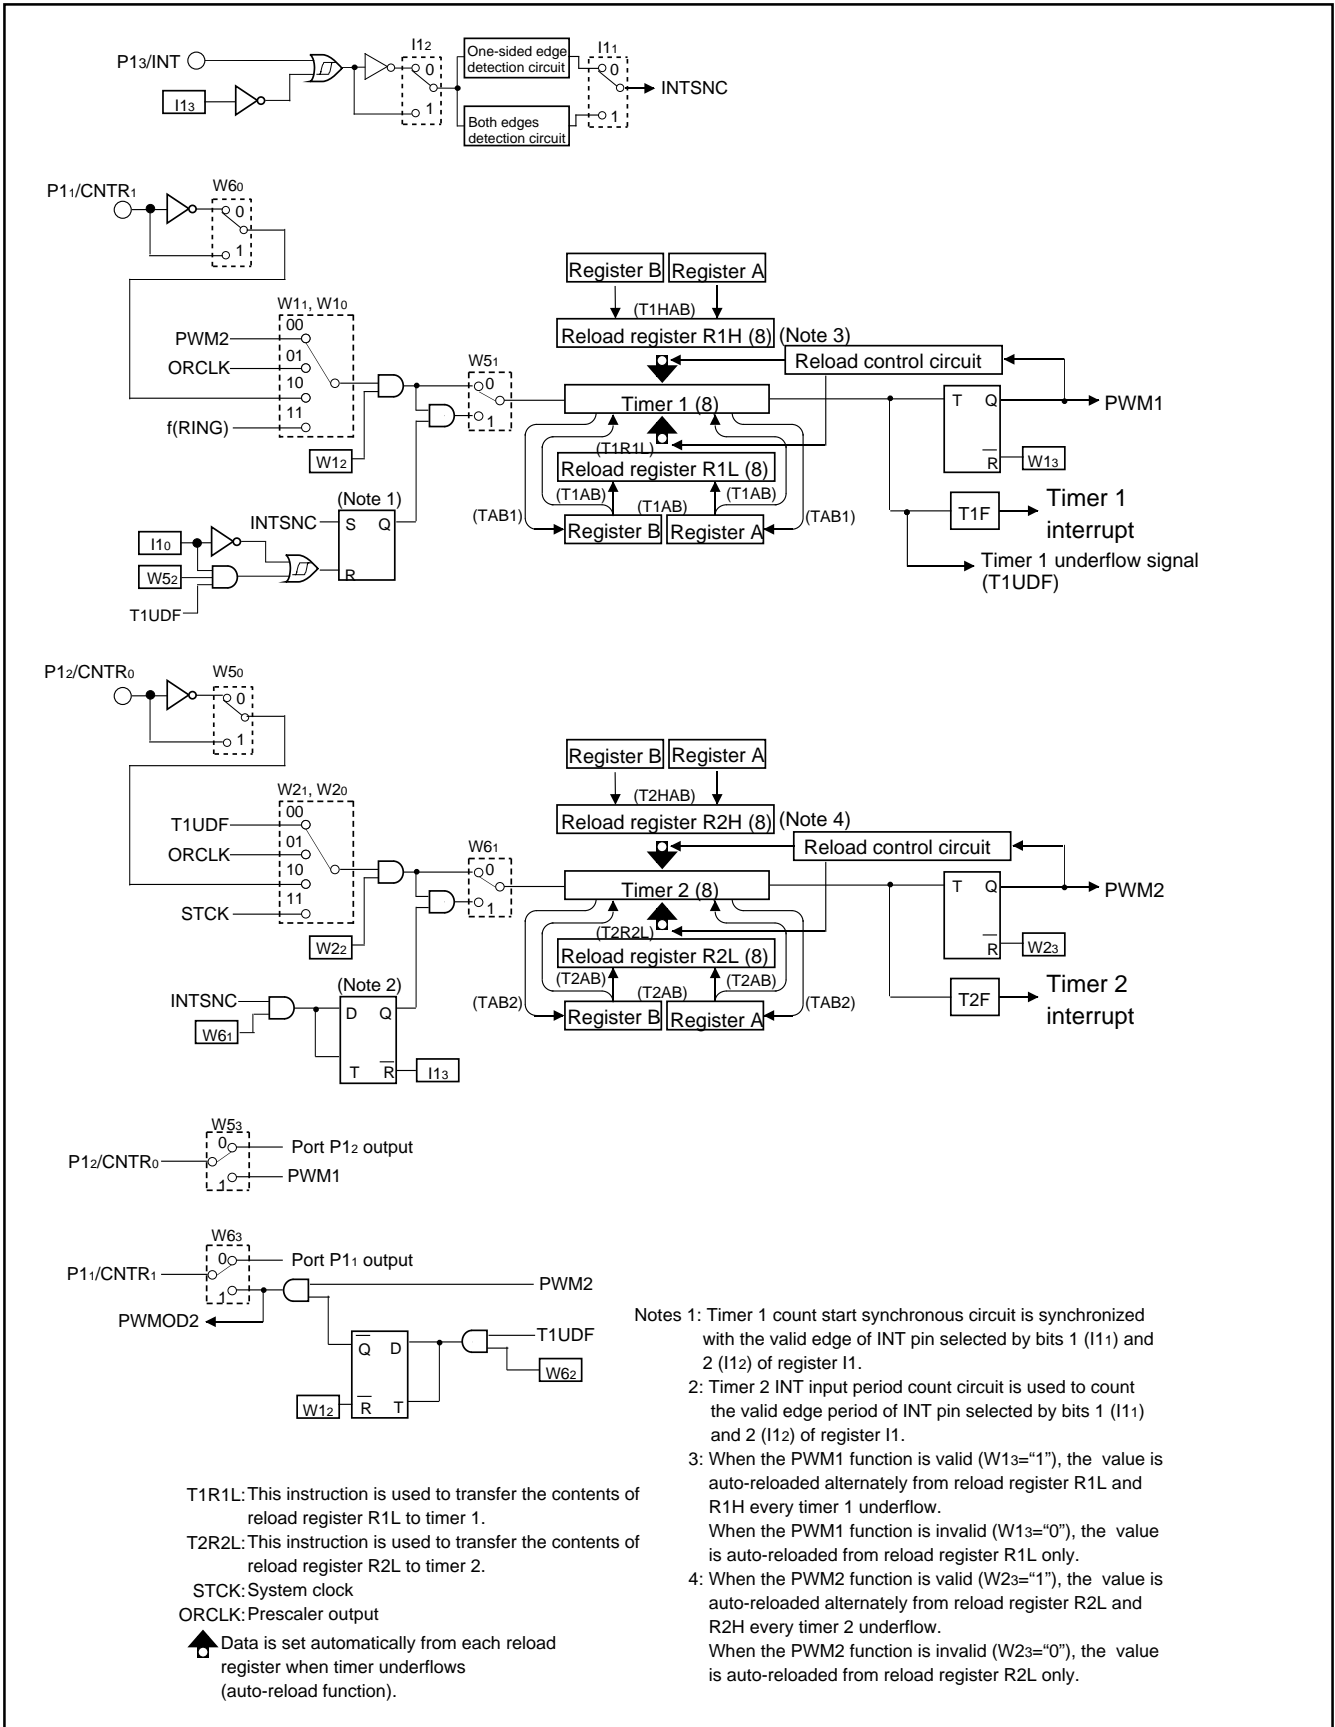 P13/INT
I13
I12
0
1
One-sided edge
detection circuit
Both edges
detection circuit
I11
0
1
INTSNC
P11/CNTR1
W60
0
1
W11, W10
00
01
10
11
PWM2
ORCLK
f(RING)
W12
W51
0
1
Register B
Register A
(T1HAB)
Reload register R1H (8)
(Note 3)
Reload control circuit
Timer 1 (8)
(T1R1L)
Reload register R1L (8)
(T1AB)
(T1AB)
(T1AB)
(TAB1)
Register B
Register A
(TAB1)
T
Q
R
W13
PWM1
T1F
Timer 1
interrupt
Timer 1 underflow signal
(T1UDF)
(Note 1)
INTSNC
S
Q
R
I10
W52
T1UDF
P12/CNTR0
W50
0
1
W21, W20
00
01
10
11
T1UDF
ORCLK
STCK
W22
W61
0
1
Register B
Register A
(T2HAB)
Reload register R2H (8)
(Note 4)
Reload control circuit
Timer 2 (8)
(T2R2L)
Reload register R2L (8)
(T2AB)
(T2AB)
(T2AB)
(TAB2)
Register B
Register A
(TAB2)
T
Q
R
W23
PWM2
T2F
Timer 2
interrupt
(Note 2)
INTSNC
W61
D
Q
T
R
I13
W53
P12/CNTR0
0
1
Port P12 output
PWM1
W63
P11/CNTR1
0
1
Port P11 output
PWM2
PWMOD2
Q
D
R
T
T1UDF
W62
W12
T1R1L: This instruction is used to transfer the contents of
reload register R1L to timer 1.
T2R2L: This instruction is used to transfer the contents of
reload register R2L to timer 2.
STCK: System clock
ORCLK: Prescaler output
Data is set automatically from each reload
register when timer underflows
(auto-reload function).
Notes 1: Timer 1 count start synchronous circuit is synchronized
with the valid edge of INT pin selected by bits 1 (I11) and
2 (I12) of register I1.
2: Timer 2 INT input period count circuit is used to count
the valid edge period of INT pin selected by bits 1 (I11)
and 2 (I12) of register I1.
3: When the PWM1 function is valid (W13=“1”), the value is
auto-reloaded alternately from reload register R1L and
R1H every timer 1 underflow.
When the PWM1 function is invalid (W13=“0”), the value
is auto-reloaded from reload register R1L only.
4: When the PWM2 function is valid (W23=“1”), the value is
auto-reloaded alternately from reload register R2L and
R2H every timer 2 underflow.
When the PWM2 function is invalid (W23=“0”), the value
is auto-reloaded from reload register R2L only.